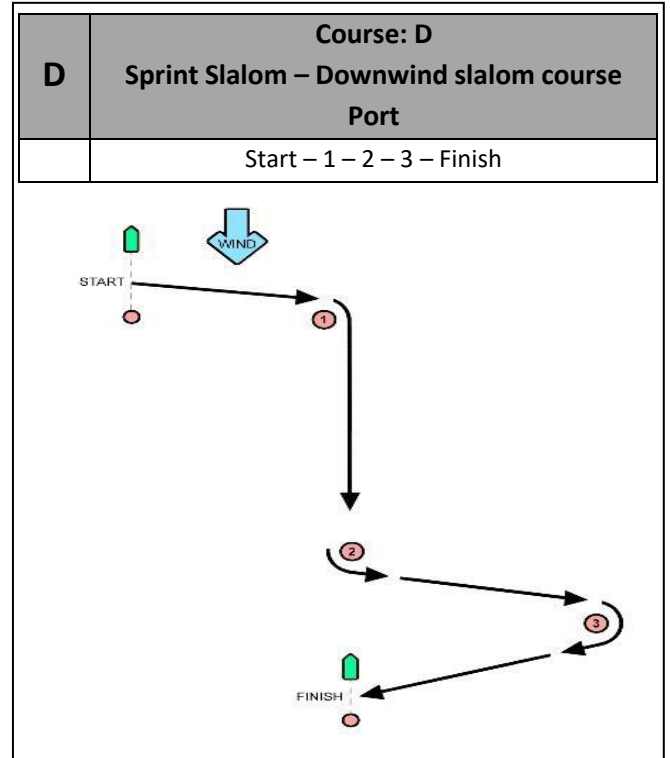 D
Course: D
Sprint Slalom – Downwind slalom course
Port
Start – 1 – 2 – 3 – Finish
WIND
START
1
2
3
FINISH